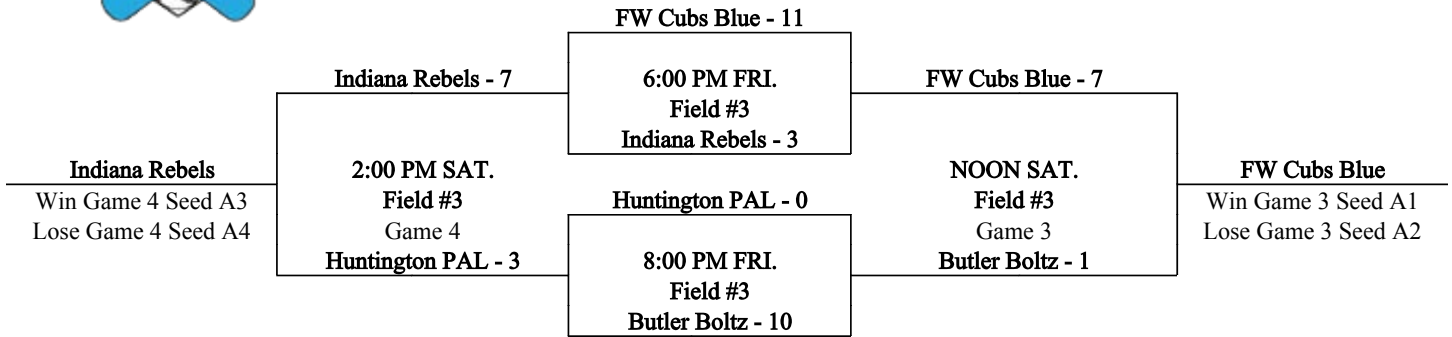 FW Cubs Blue - 11
Indiana Rebels - 7
6:00 PM FRI.
FW Cubs Blue - 7
Field #3
Indiana Rebels - 3
Indiana Rebels
2:00 PM SAT.
NOON SAT.
FW Cubs Blue
Win Game 4 Seed A3
Field #3
Huntington PAL - 0
Field #3
Win Game 3 Seed A1
Lose Game 4 Seed A4
Game 4
Game 3
Lose Game 3 Seed A2
Huntington PAL - 3
8:00 PM FRI.
Butler Boltz - 1
Field #3
Butler Boltz - 10